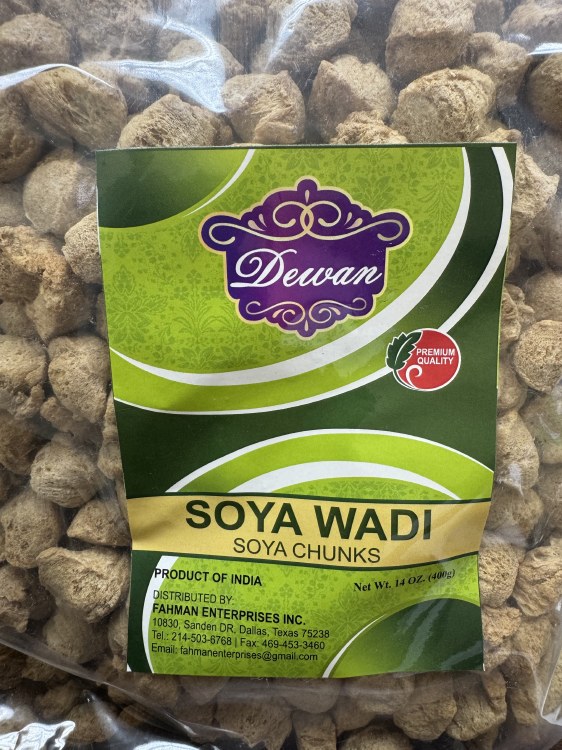 Dewan
PREMIUM
QUALITY
SOYA WADI
SOYA CHUNKS
PRODUCT OF INDIA
Net Wt. 14 OZ. (400g)
DISTRIBUTED BY-
FAHMAN ENTERPRISES INC.
10830, Sanden DR, Dallas, Texas 75238
Tel.: 214-503-6768 | Fax: 469-453-3460
Email: fahmanenterprises@gmail.com